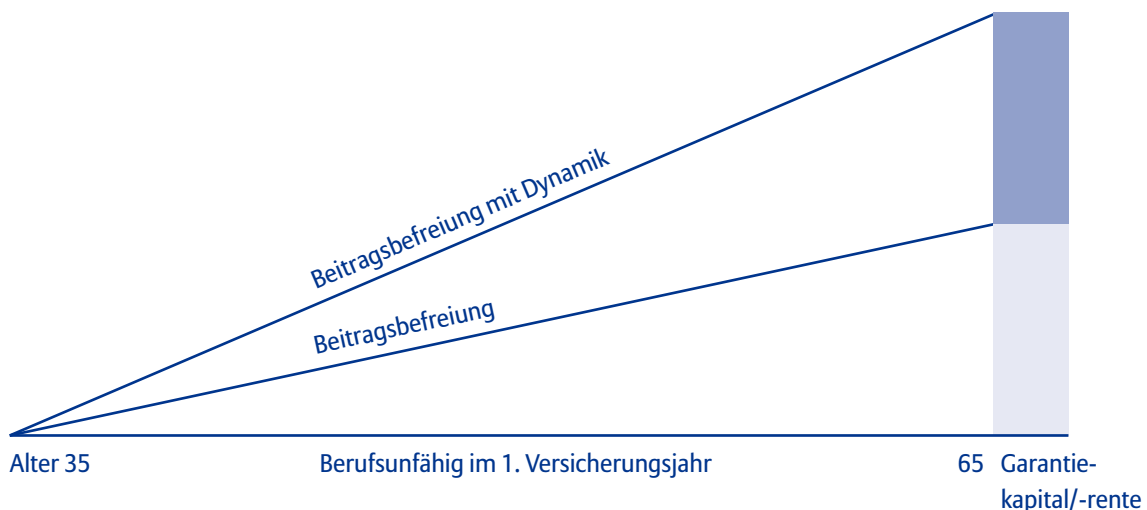 Beitragsbefreiung mit Dynamik
Beitragsbefreiung
Alter 35
Berufsunfähig im 1. Versicherungsjahr
65
Garantie-
kapital/-rente